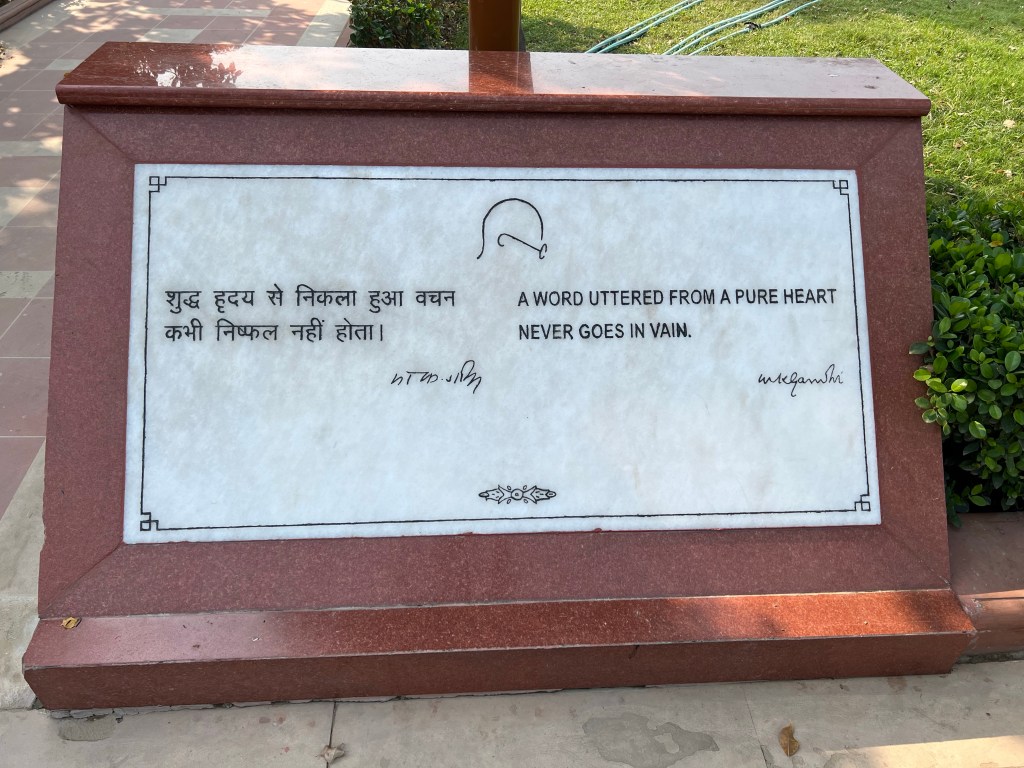 शुद्ध हृदय से निकला हुआ वचन
कभी निष्फल नहीं होता।
मो क गांधी
A WORD UTTERED FROM A PURE HEART
NEVER GOES IN VAIN.
mkgandhi